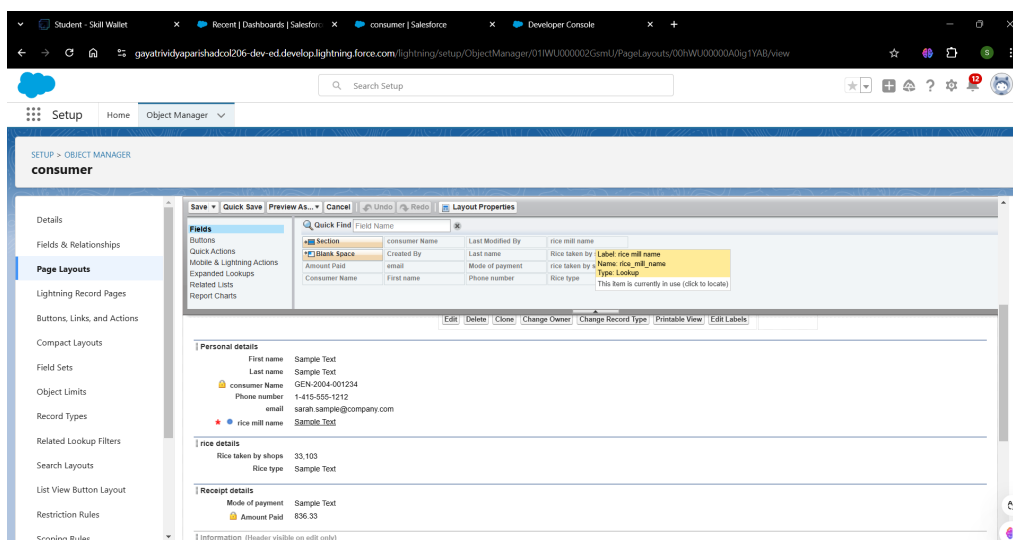 Student - Skill Wallet
Recent | Dashboards | Salesforc
consumer | Salesforce
Developer Console
gayatrividyaparishadcol206-dev-ed.develop.lightning.force.com/lightning/setup/ObjectManager/01IWU000002GsmU/PageLayouts/00hWU00000A0ig1YAB/view
S
Search Setup
12
Setup
Home
Object Manager
SETUP > OBJECT MANAGER
consumer
Details
Fields & Relationships
Page Layouts
Lightning Record Pages
Buttons, Links, and Actions
Compact Layouts
Field Sets
Object Limits
Record Types
Related Lookup Filters
Search Layouts
List View Button Layout
Restriction Rules
Scoping Rules
Save Quick Save Preview As... Cancel Undo Redo Layout Properties
Fields
Buttons
Quick Actions
Mobile & Lightning Actions
Expanded Lookups
Related Lists
Report Charts
Quick Find Field Name
Section consumer Name Last Modified By rice mill name
Blank Space Created By Last name Rice taken by
Amount Paid email Mode of payment rice taken by s
Consumer Name First name Phone number Rice type
Label: rice mill name
Name: rice_mill_name
Type: Lookup
This item is currently in use (click to locate)
Edit Delete Clone Change Owner Change Record Type Printable View Edit Labels
Personal details
First name Sample Text
Last name Sample Text
consumer Name GEN-2004-001234
Phone number 1-415-555-1212
email sarah.sample@company.com
rice mill name Sample Text
rice details
Rice taken by shops 33,103
Rice type Sample Text
Receipt details
Mode of payment Sample Text
Amount Paid 836.33
Information (Header visible on edit only)